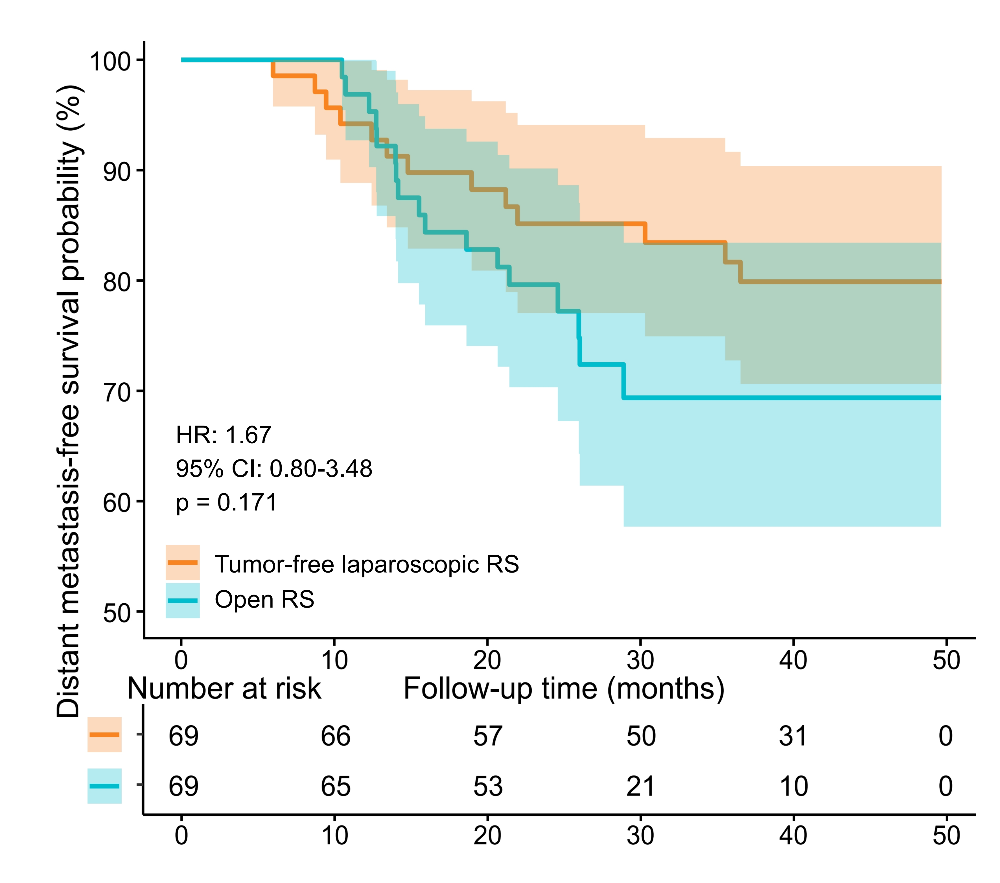 Distant metastasis-free survival probability (%)
100
90
80
70
60
50
HR: 1.67
95% CI: 0.80-3.48
p = 0.171
Tumor-free laparoscopic RS
Open RS
0 10 20 30 40 50
Number at risk Follow-up time (months)
69 66 57 50 31 0
69 65 53 21 10 0
0 10 20 30 40 50